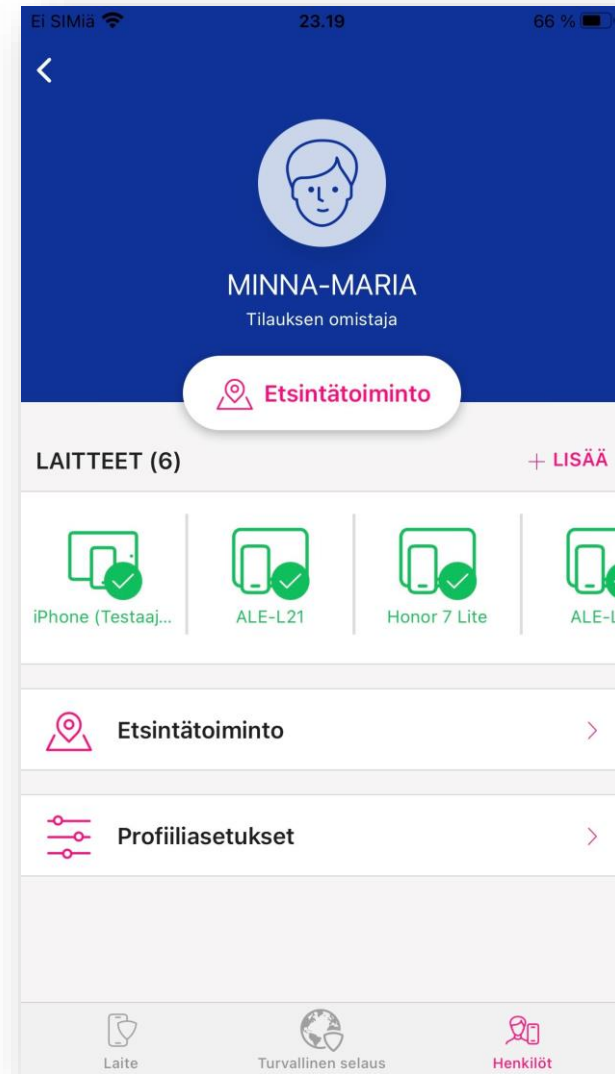 Ei SIMiä 23.19 66 %
MINNA-MARIA
Tilauksen omistaja
Etsintätoiminto
LAITTEET (6) + LISÄÄ
iPhone (Testaaj... ALE-L21 Honor 7 Lite ALE-L
Etsintätoiminto
Profiiliasetukset
Laite Turvallinen selaus Henkilöt